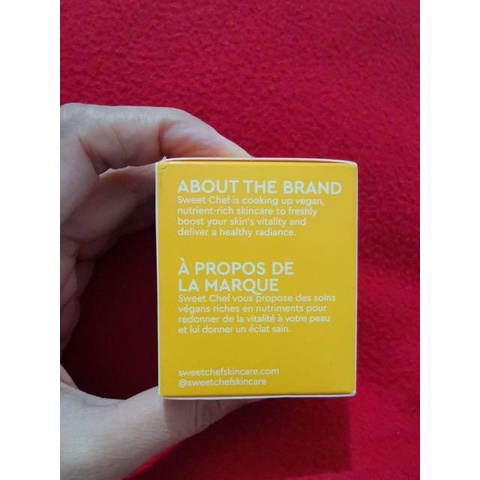 ABOUT THE BRAND
Sweet Chef is cooking up vegan,
nutrient-rich skincare to freshly
boost your skin's vitality and
deliver a healthy radiance.
À PROPOS DE
LA MARQUE
Sweet Chef vous propose des soins
végans riches en nutriments pour
redonner de la vitalité à votre peau
et lui donner un éclat sain.
sweetchefskincare.com
@sweetchefskincare